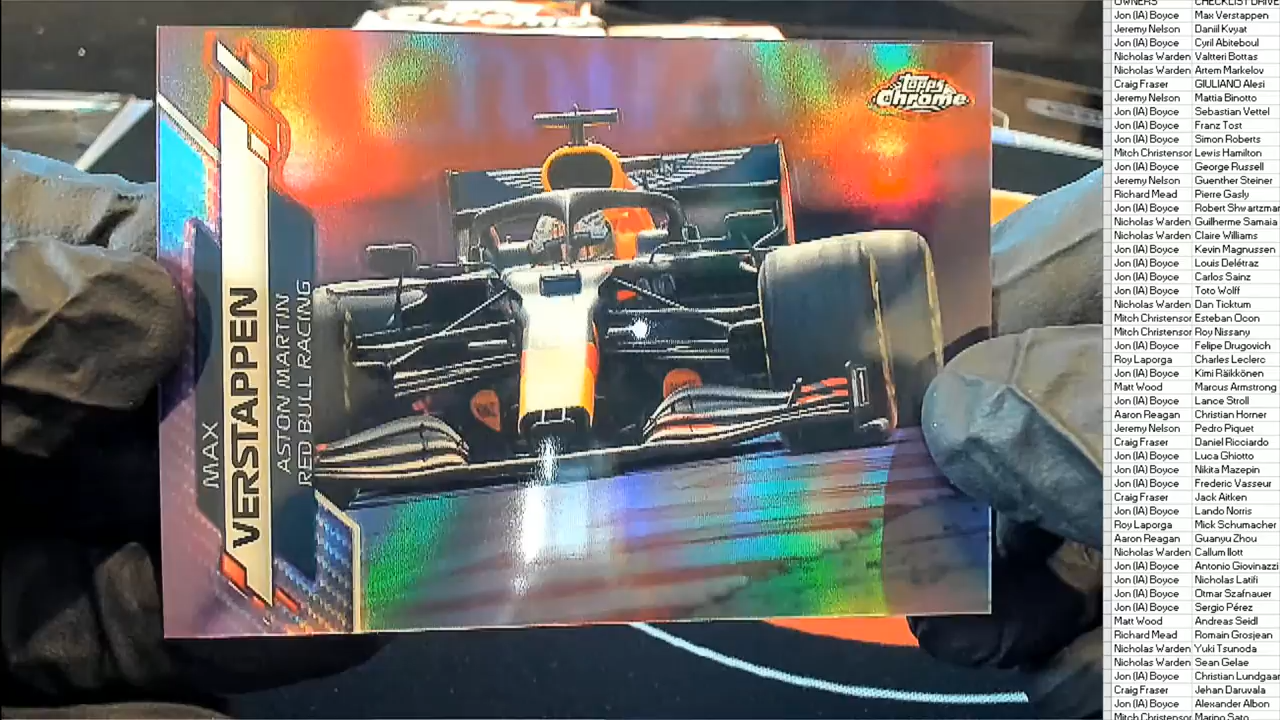 Chrome
Topps
Chrome
MAX
VERSTAPPEN
ASTON MARTIN
RED BULL RACING
OWNERS CHECKLIST DRIVE
Jon (IA) Boyce Max Verstappen
Jeremy Nelson Daniil Kvyat
Jon (IA) Boyce Cyril Abiteboul
Nicholas Warden Valtteri Bottas
Nicholas Warden Artem Markelov
Craig Fraser GIULIANO Alesi
Jeremy Nelson Mattia Binotto
Jon (IA) Boyce Sebastian Vettel
Jon (IA) Boyce Franz Tost
Jon (IA) Boyce Simon Roberts
Mitch Christensor Lewis Hamilton
Jon (IA) Boyce George Russell
Jeremy Nelson Guenther Steiner
Richard Mead Pierre Gasly
Jon (IA) Boyce Robert Shwartzman
Nicholas Warden Guilherme Samaia
Nicholas Warden Claire Williams
Jon (IA) Boyce Kevin Magnussen
Jon (IA) Boyce Louis Delétraz
Jon (IA) Boyce Carlos Sainz
Jon (IA) Boyce Toto Wolff
Nicholas Warden Dan Ticktum
Mitch Christensor Esteban Ocon
Mitch Christensor Roy Nissany
Jon (IA) Boyce Felipe Drugovich
Roy Laporga Charles Leclerc
Jon (IA) Boyce Kimi Räikkönen
Matt Wood Marcus Armstrong
Jon (IA) Boyce Lance Stroll
Aaron Reagan Christian Horner
Jeremy Nelson Pedro Piquet
Craig Fraser Daniel Ricciardo
Jon (IA) Boyce Luca Ghiotto
Jon (IA) Boyce Nikita Mazepin
Jon (IA) Boyce Frederic Vasseur
Craig Fraser Jack Aitken
Jon (IA) Boyce Lando Norris
Roy Laporga Mick Schumacher
Aaron Reagan Guanyu Zhou
Nicholas Warden Callum Ilott
Jon (IA) Boyce Antonio Giovinazzi
Jon (IA) Boyce Nicholas Latifi
Jon (IA) Boyce Otmar Szafnauer
Jon (IA) Boyce Sergio Pérez
Matt Wood Andreas Seidl
Richard Mead Romain Grosjean
Nicholas Warden Yuki Tsunoda
Nicholas Warden Sean Gelae
Jon (IA) Boyce Christian Lundgaa
Craig Fraser Jehan Daruvala
Jon (IA) Boyce Alexander Albon
Mitch Christensor Marino Sato